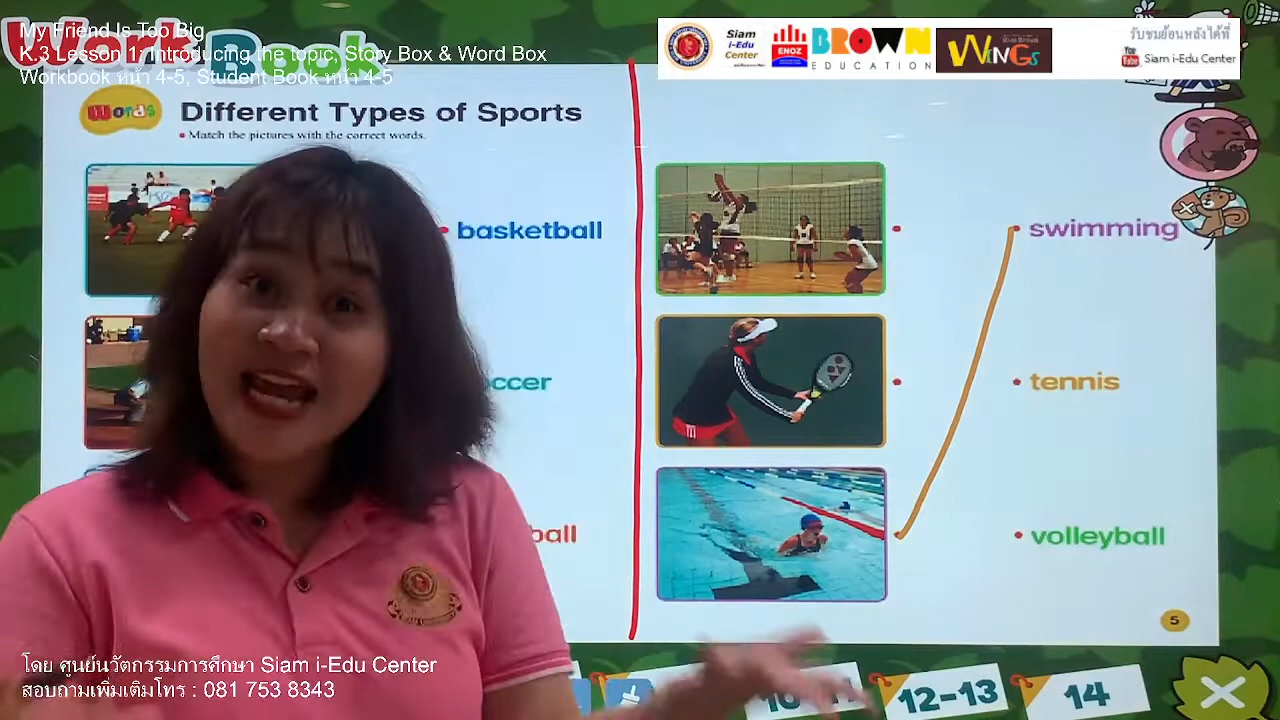 My Friend Is Too Big
K.3 Lesson 1: Introducing the topic, Story Box & Word Box
Workbook หน้า 4-5, Student Book หน้า 4-5
Siam
i-Edu
Center
ENOZ
BROWN
EDUCATION
WiNGs
รับชมย้อนหลังได้ที่
You Tube Siam i-Edu Center
Words
Different Types of Sports
Match the pictures with the correct words.
basketball
swimming
occer
tennis
ball
volleyball
5
โดย ศูนย์นวัตกรรมการศึกษา Siam i-Edu Center
สอบถามเพิ่มเติมโทร : 081 753 8343
12-13
14